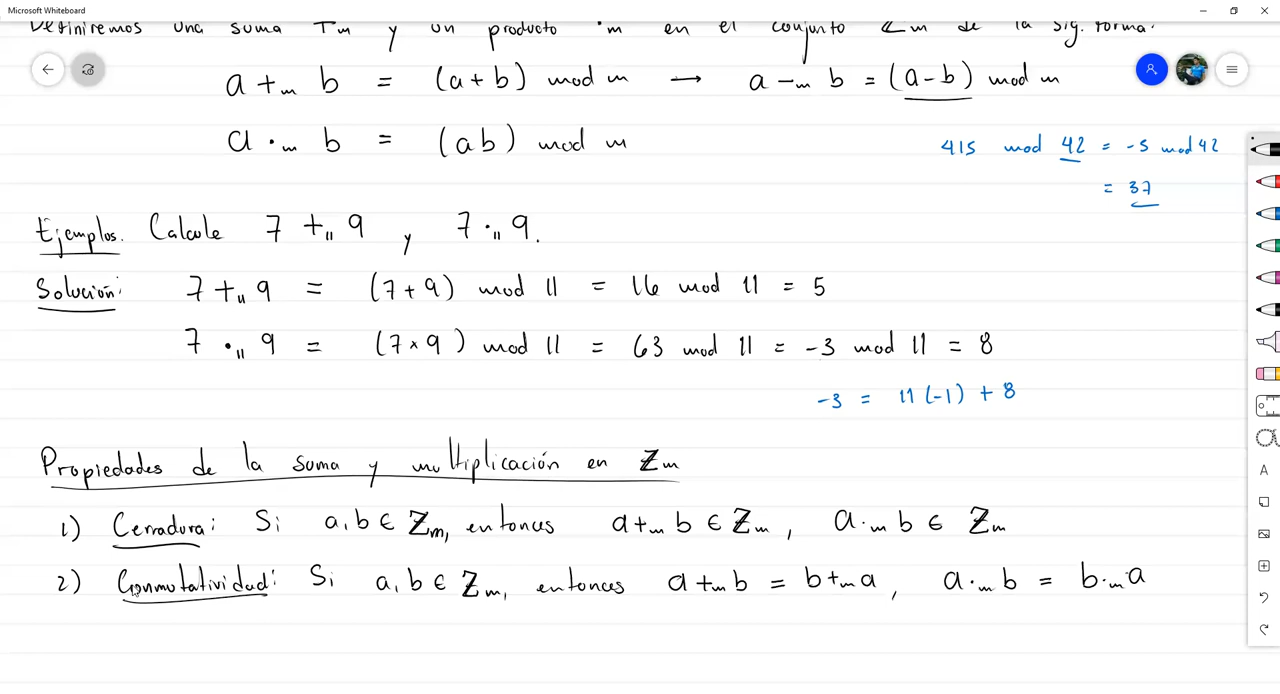 Microsoft Whiteboard
Definiremos una suma +m y un producto ·m en el conjunto ℤm de la sig. forma:
a +m b = (a + b) mod m → a −m b = (a − b) mod m
a ·m b = (ab) mod m
415 mod 42 = -5 mod 42
= 37
Ejemplos. Calcule 7 +11 9 y 7 ·11 9.
Solución: 7 +11 9 = (7 + 9) mod 11 = 16 mod 11 = 5
7 ·11 9 = (7 × 9) mod 11 = 63 mod 11 = -3 mod 11 = 8
-3 = 11(-1) + 8
Propiedades de la suma y multiplicación en ℤm
1) Cerradura: Si a, b ∈ ℤm, entonces a +m b ∈ ℤm, a ·m b ∈ ℤm
2) Conmutatividad: Si a, b ∈ ℤm, entonces a +m b = b +m a, a ·m b = b ·m a
A